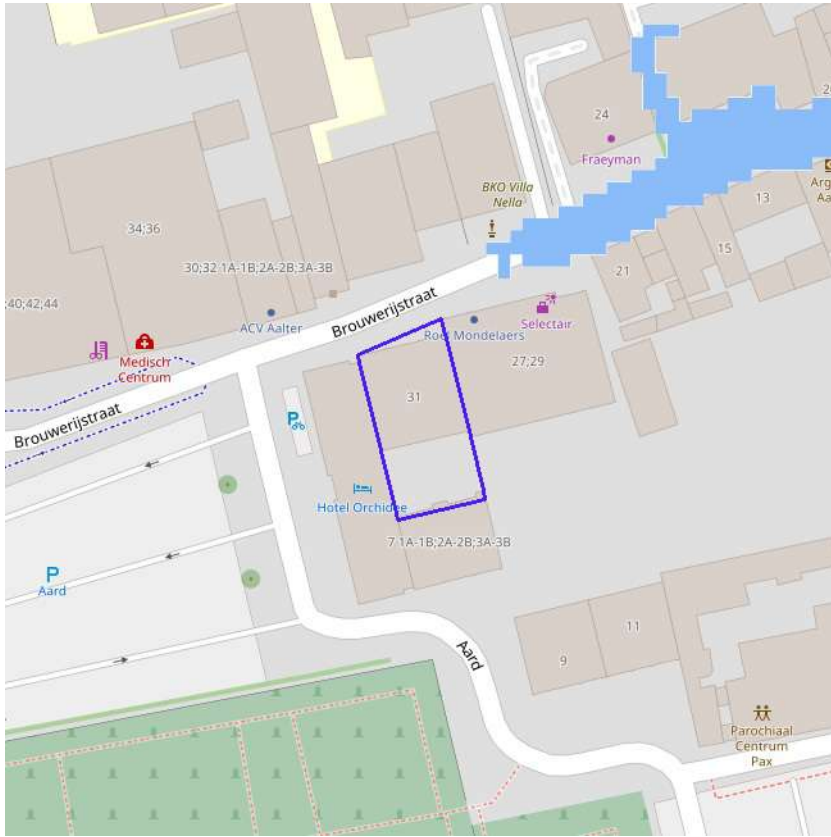 24
Fraeyman
BKO Villa
Nella
Arg
Aa
13
34;36
15
30;32 1A-1B;2A-2B;3A-3B
21
;40;42,44
Brouwerijstraat
ACV Aalter
Roel Mondelaers
Selectair
Medisch
Centrum
27;29
31
Brouwerijstraat
P
Hotel Orchidee
7 1A-1B;2A-2B;3A-3B
P
Aard
11
Aard
9
Parochiaal
Centrum
Pax